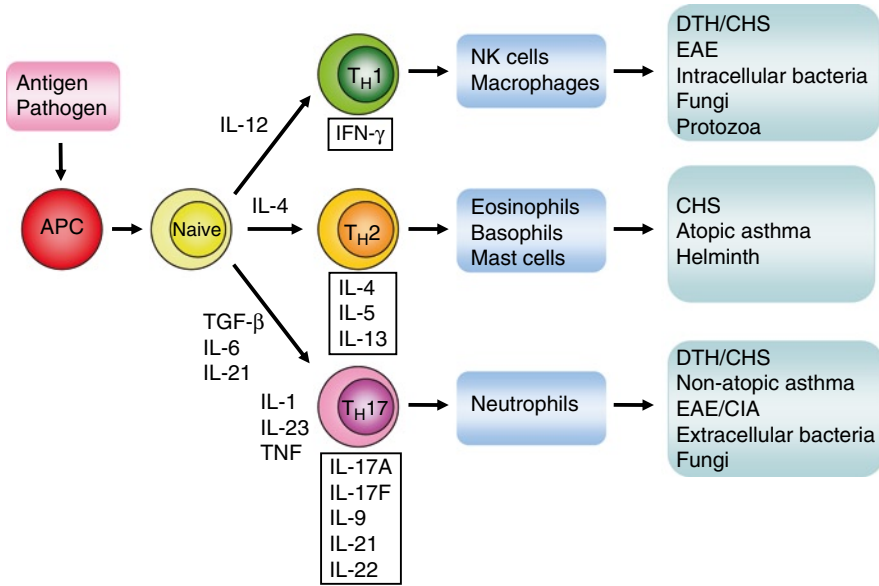 Antigen
Pathogen
APC
Naive
IL-12
IL-4
TGF-β
IL-6
IL-21
IL-1
IL-23
TNF
TH1
IFN-γ
NK cells
Macrophages
DTH/CHS
EAE
Intracellular bacteria
Fungi
Protozoa
TH2
IL-4
IL-5
IL-13
Eosinophils
Basophils
Mast cells
CHS
Atopic asthma
Helminth
TH17
IL-17A
IL-17F
IL-9
IL-21
IL-22
Neutrophils
DTH/CHS
Non-atopic asthma
EAE/CIA
Extracellular bacteria
Fungi